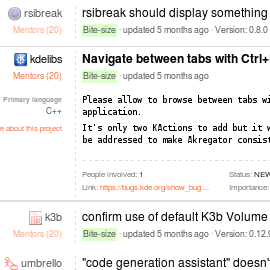 rsibreak rsibreak should display something
Mentors (20) Bite-size · updated 5 months ago · Version: 0.8.0
kdelibs Navigate between tabs with Ctrl+
Mentors (20) Bite-size · updated 5 months ago
Primary language Please allow to browse between tabs wi
C++ application.
e about this project It's only two KActions to add but it w
be addressed to make Akregator consist
People involved: 1 Status: NEW
Link: https://bugs.kde.org/show_bug.... Importance:
k3b confirm use of default K3b Volume
Mentors (20) Bite-size · updated 5 months ago · Version: 0.12.9
umbrello "code generation assistant" doesn'